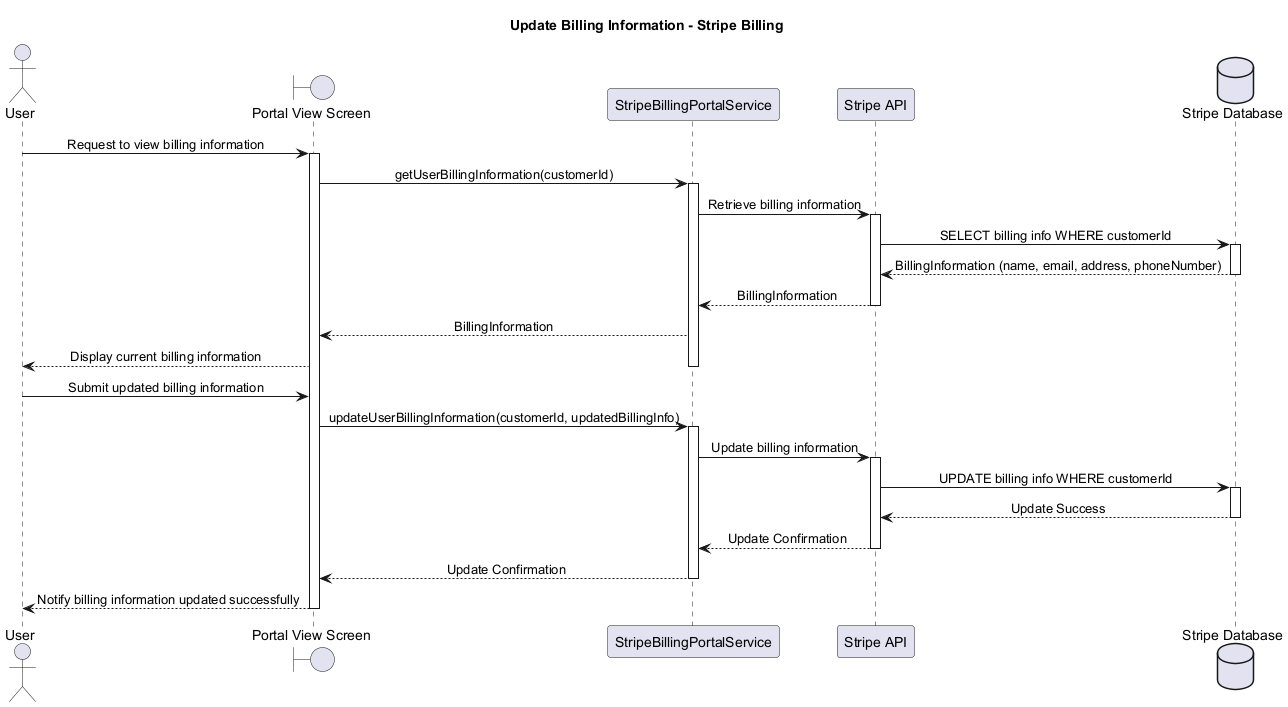 Update Billing Information - Stripe Billing
User
Portal View Screen
StripeBillingPortalService
Stripe API
Stripe Database
Request to view billing information
getUserBillingInformation(customerId)
Retrieve billing information
SELECT billing info WHERE customerId
BillingInformation (name, email, address, phoneNumber)
BillingInformation
BillingInformation
Display current billing information
Submit updated billing information
updateUserBillingInformation(customerId, updatedBillingInfo)
Update billing information
UPDATE billing info WHERE customerId
Update Success
Update Confirmation
Update Confirmation
Notify billing information updated successfully
User
Portal View Screen
StripeBillingPortalService
Stripe API
Stripe Database